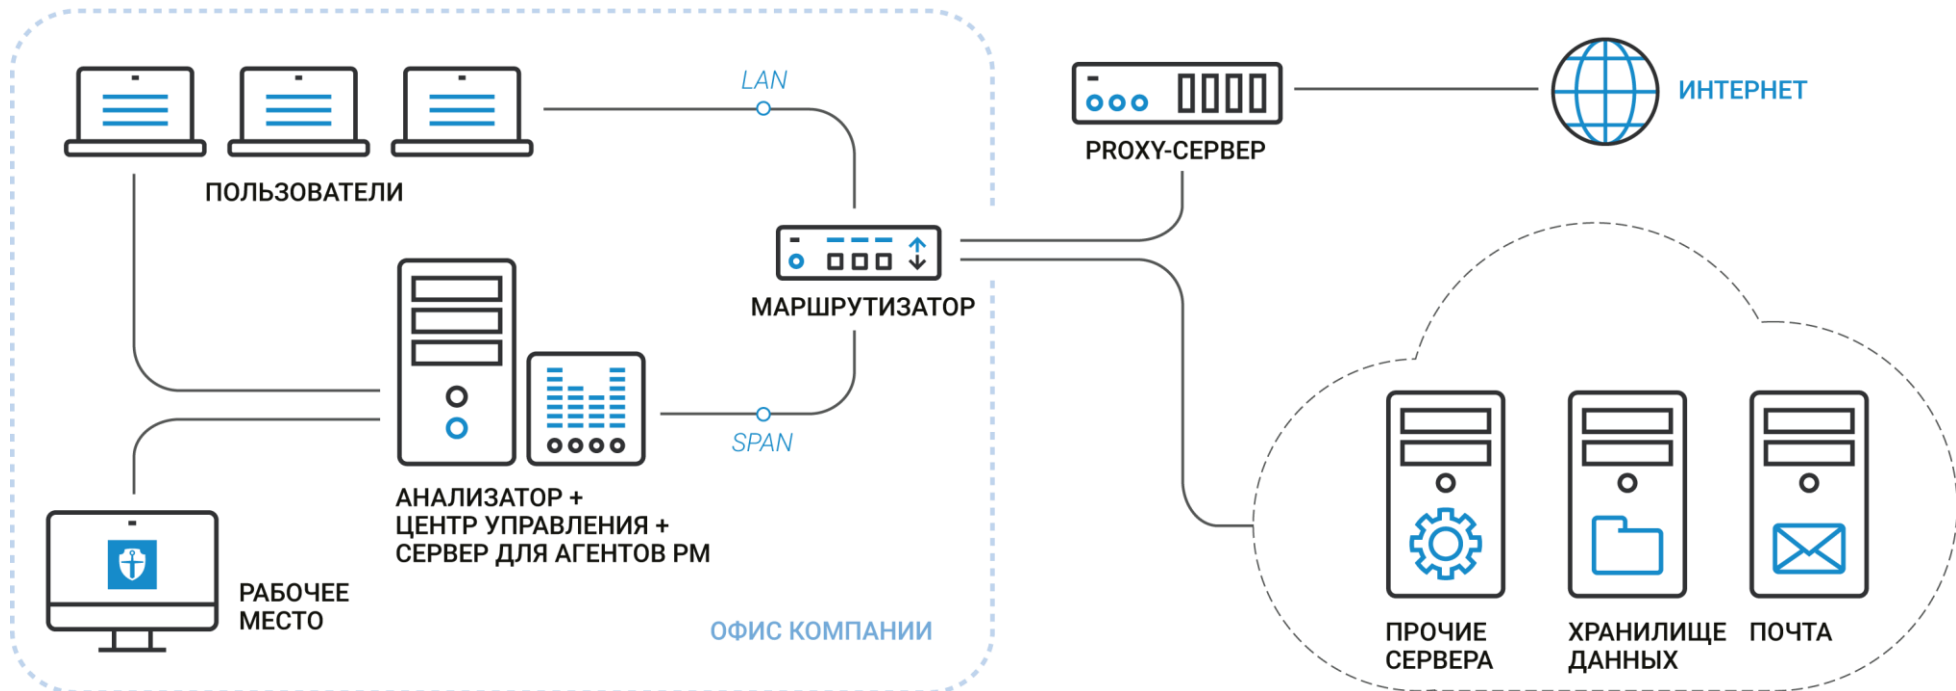 LAN
ИНТЕРНЕТ
PROXY-СЕРВЕР
ПОЛЬЗОВАТЕЛИ
МАРШРУТИЗАТОР
SPAN
АНАЛИЗАТОР +
ЦЕНТР УПРАВЛЕНИЯ +
СЕРВЕР ДЛЯ АГЕНТОВ РМ
РАБОЧЕЕ
МЕСТО
ОФИС КОМПАНИИ
ПРОЧИЕ
СЕРВЕРА
ХРАНИЛИЩЕ
ДАННЫХ
ПОЧТА